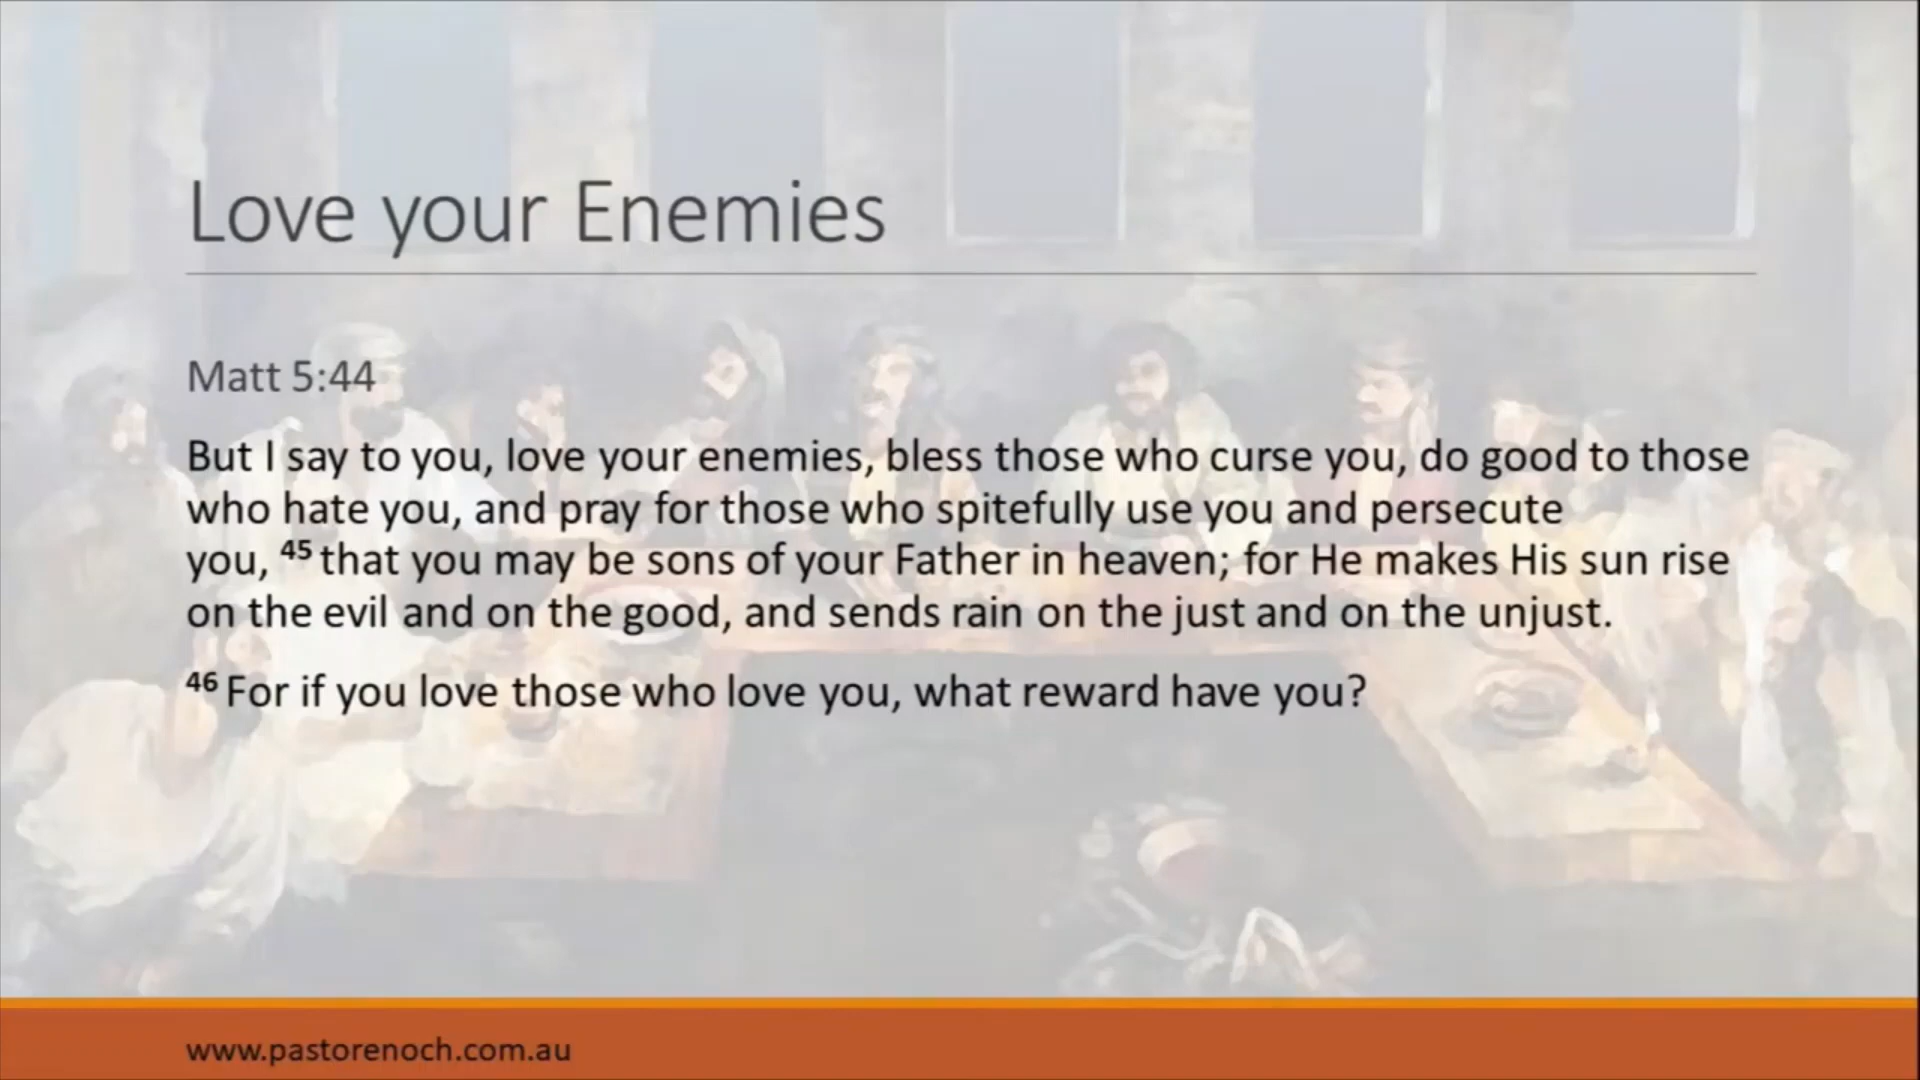 Love your Enemies
Matt 5:44
But I say to you, love your enemies, bless those who curse you, do good to those
who hate you, and pray for those who spitefully use you and persecute
you, 45 that you may be sons of your Father in heaven; for He makes His sun rise
on the evil and on the good, and sends rain on the just and on the unjust.
46 For if you love those who love you, what reward have you?
www.pastorenoch.com.au